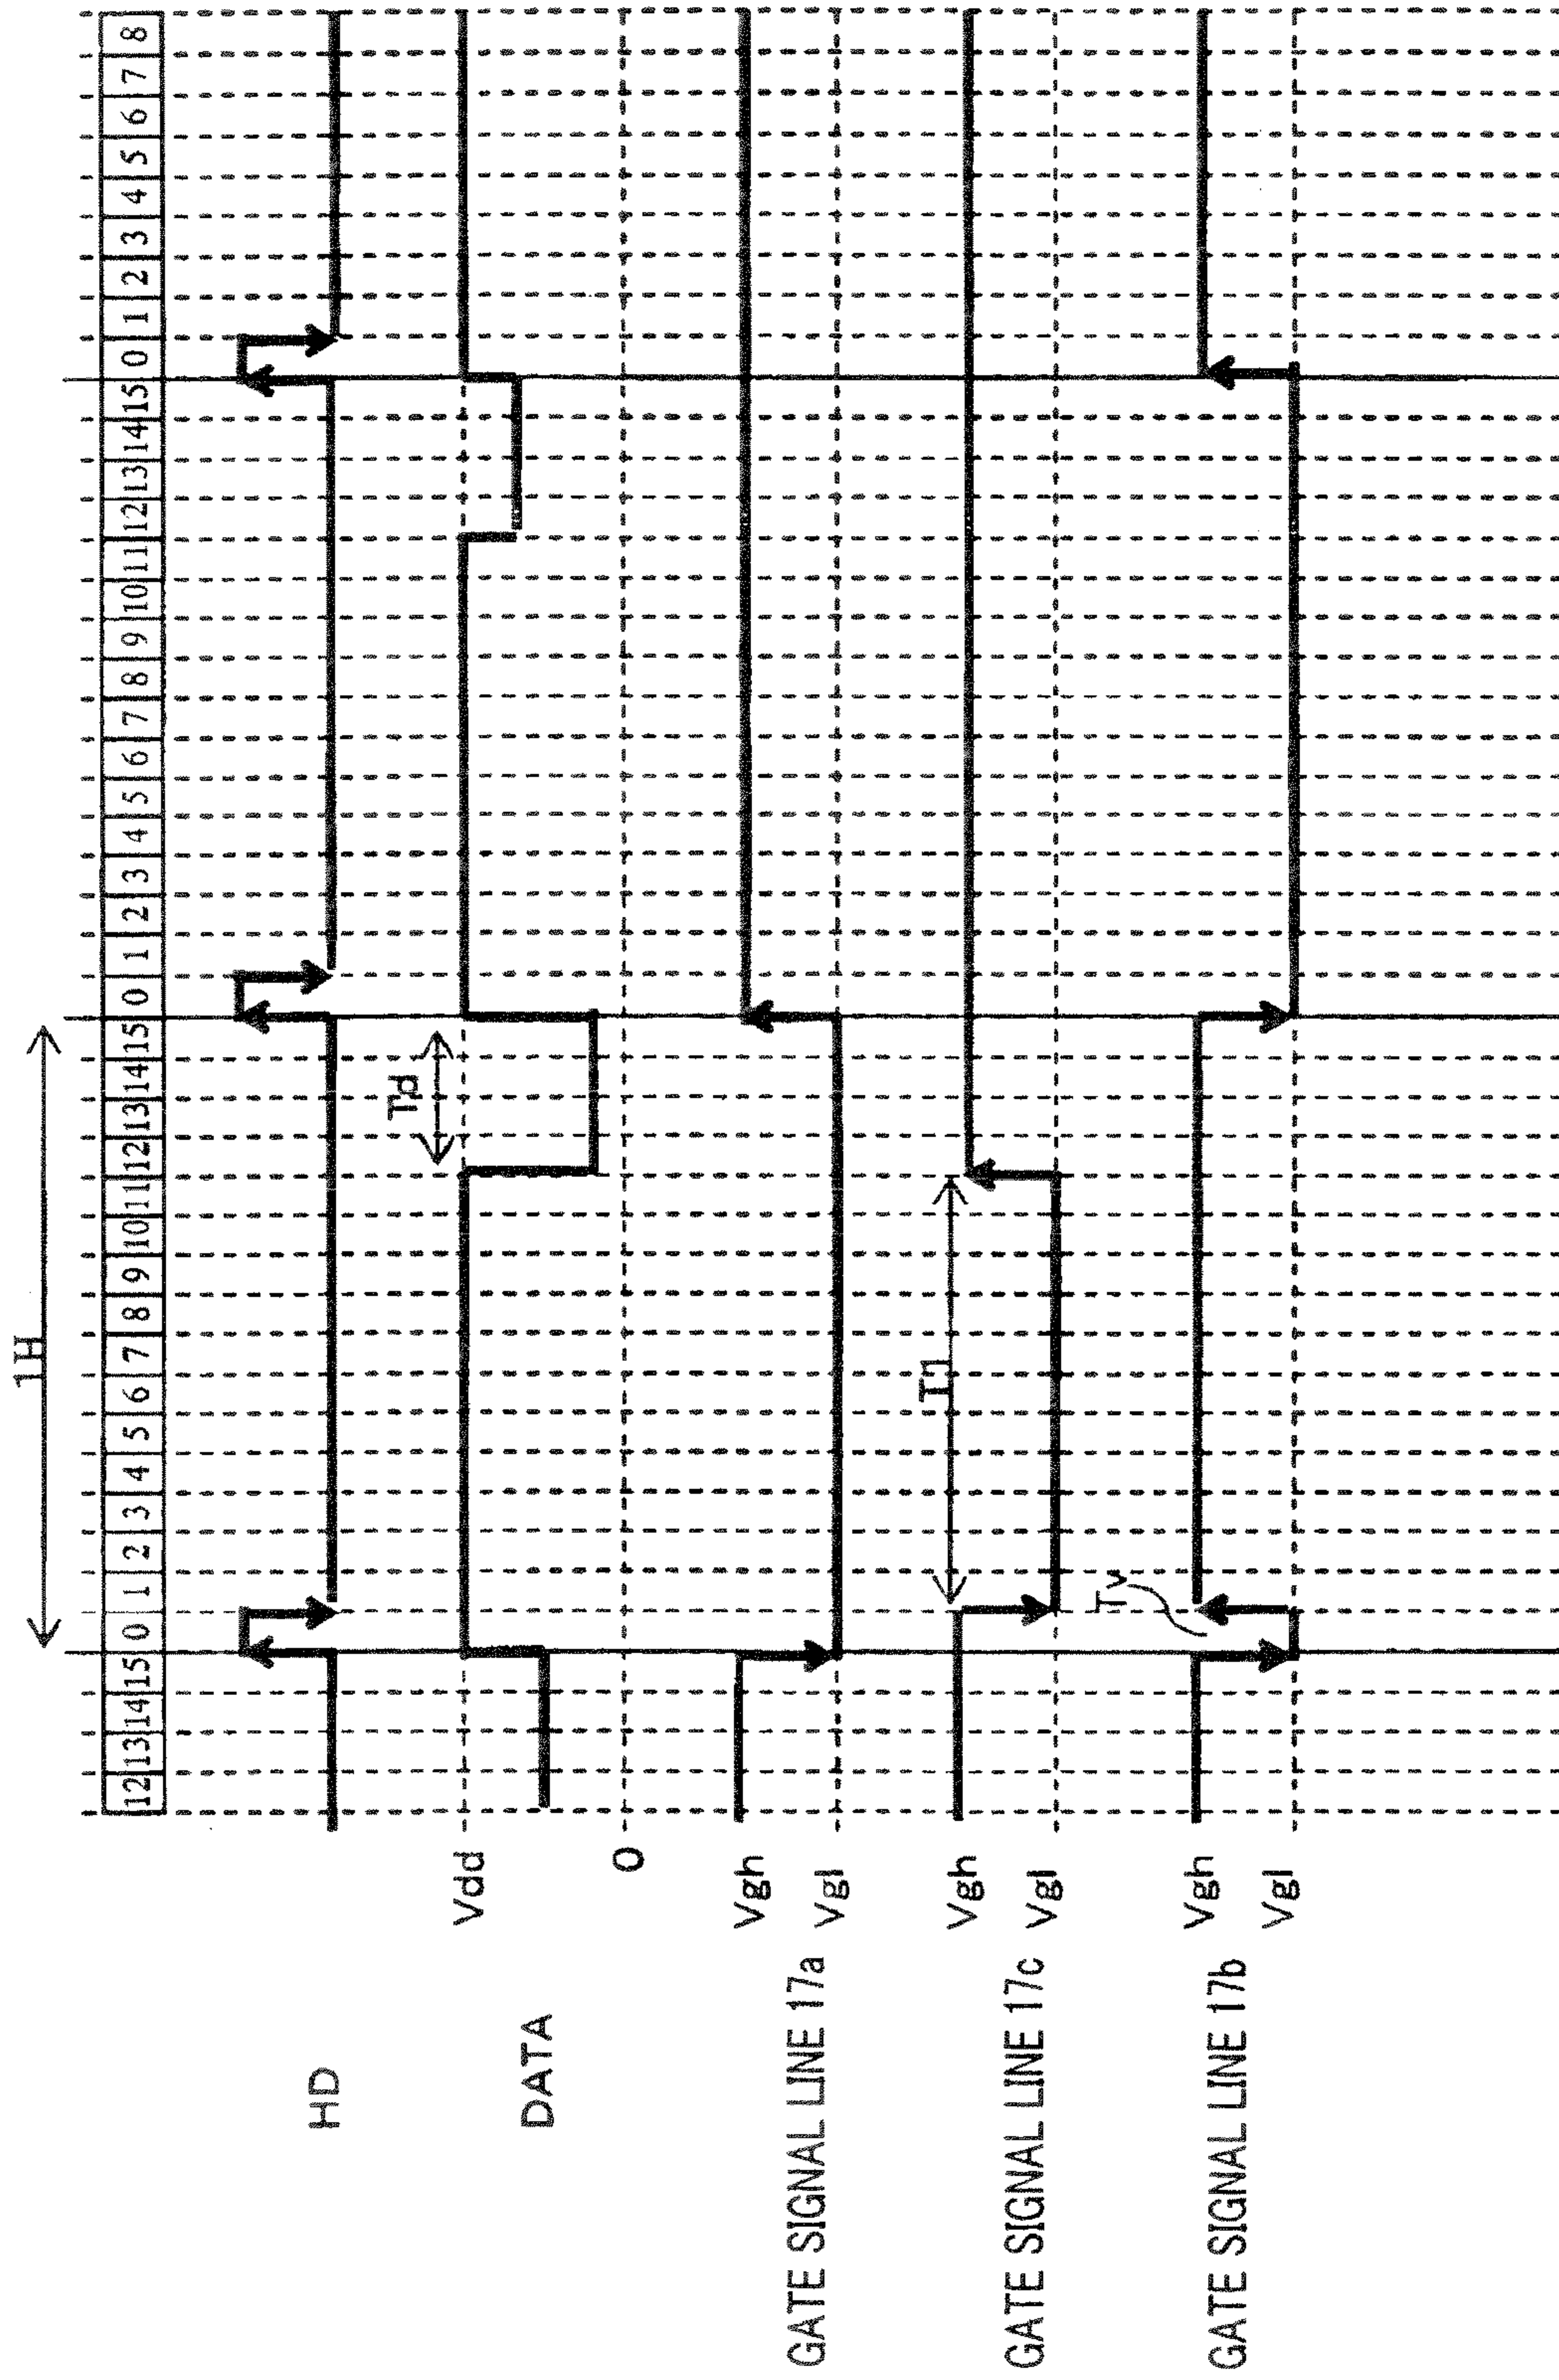 1H
12 13 14 15 0 1 2 3 4 5 6 7 8 9 10 11 12 13 14 15 0 1 2 3 4 5 6 7 8 9 10 11 12 13 14 15 0 1 2 3 4 5 6 7 8
HD
DATA
Vdd
Td
0
GATE SIGNAL LINE 17a
Vgh
Vgl
GATE SIGNAL LINE 17c
Vgh
T1
Vgl
GATE SIGNAL LINE 17b
Tv
Vgh
Vgl